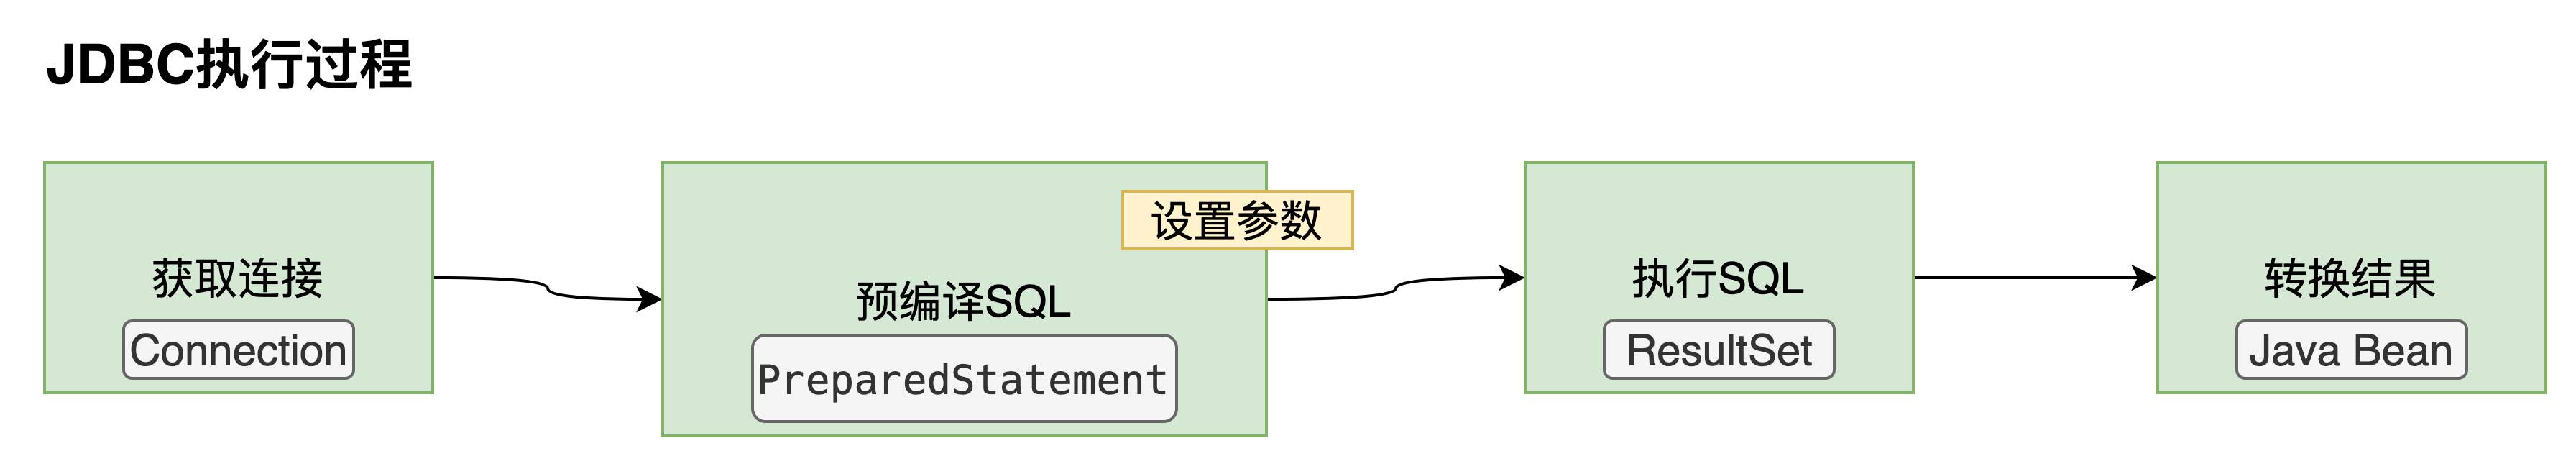 JDBC执行过程
获取连接
Connection
设置参数
预编译SQL
PreparedStatement
执行SQL
ResultSet
转换结果
Java Bean